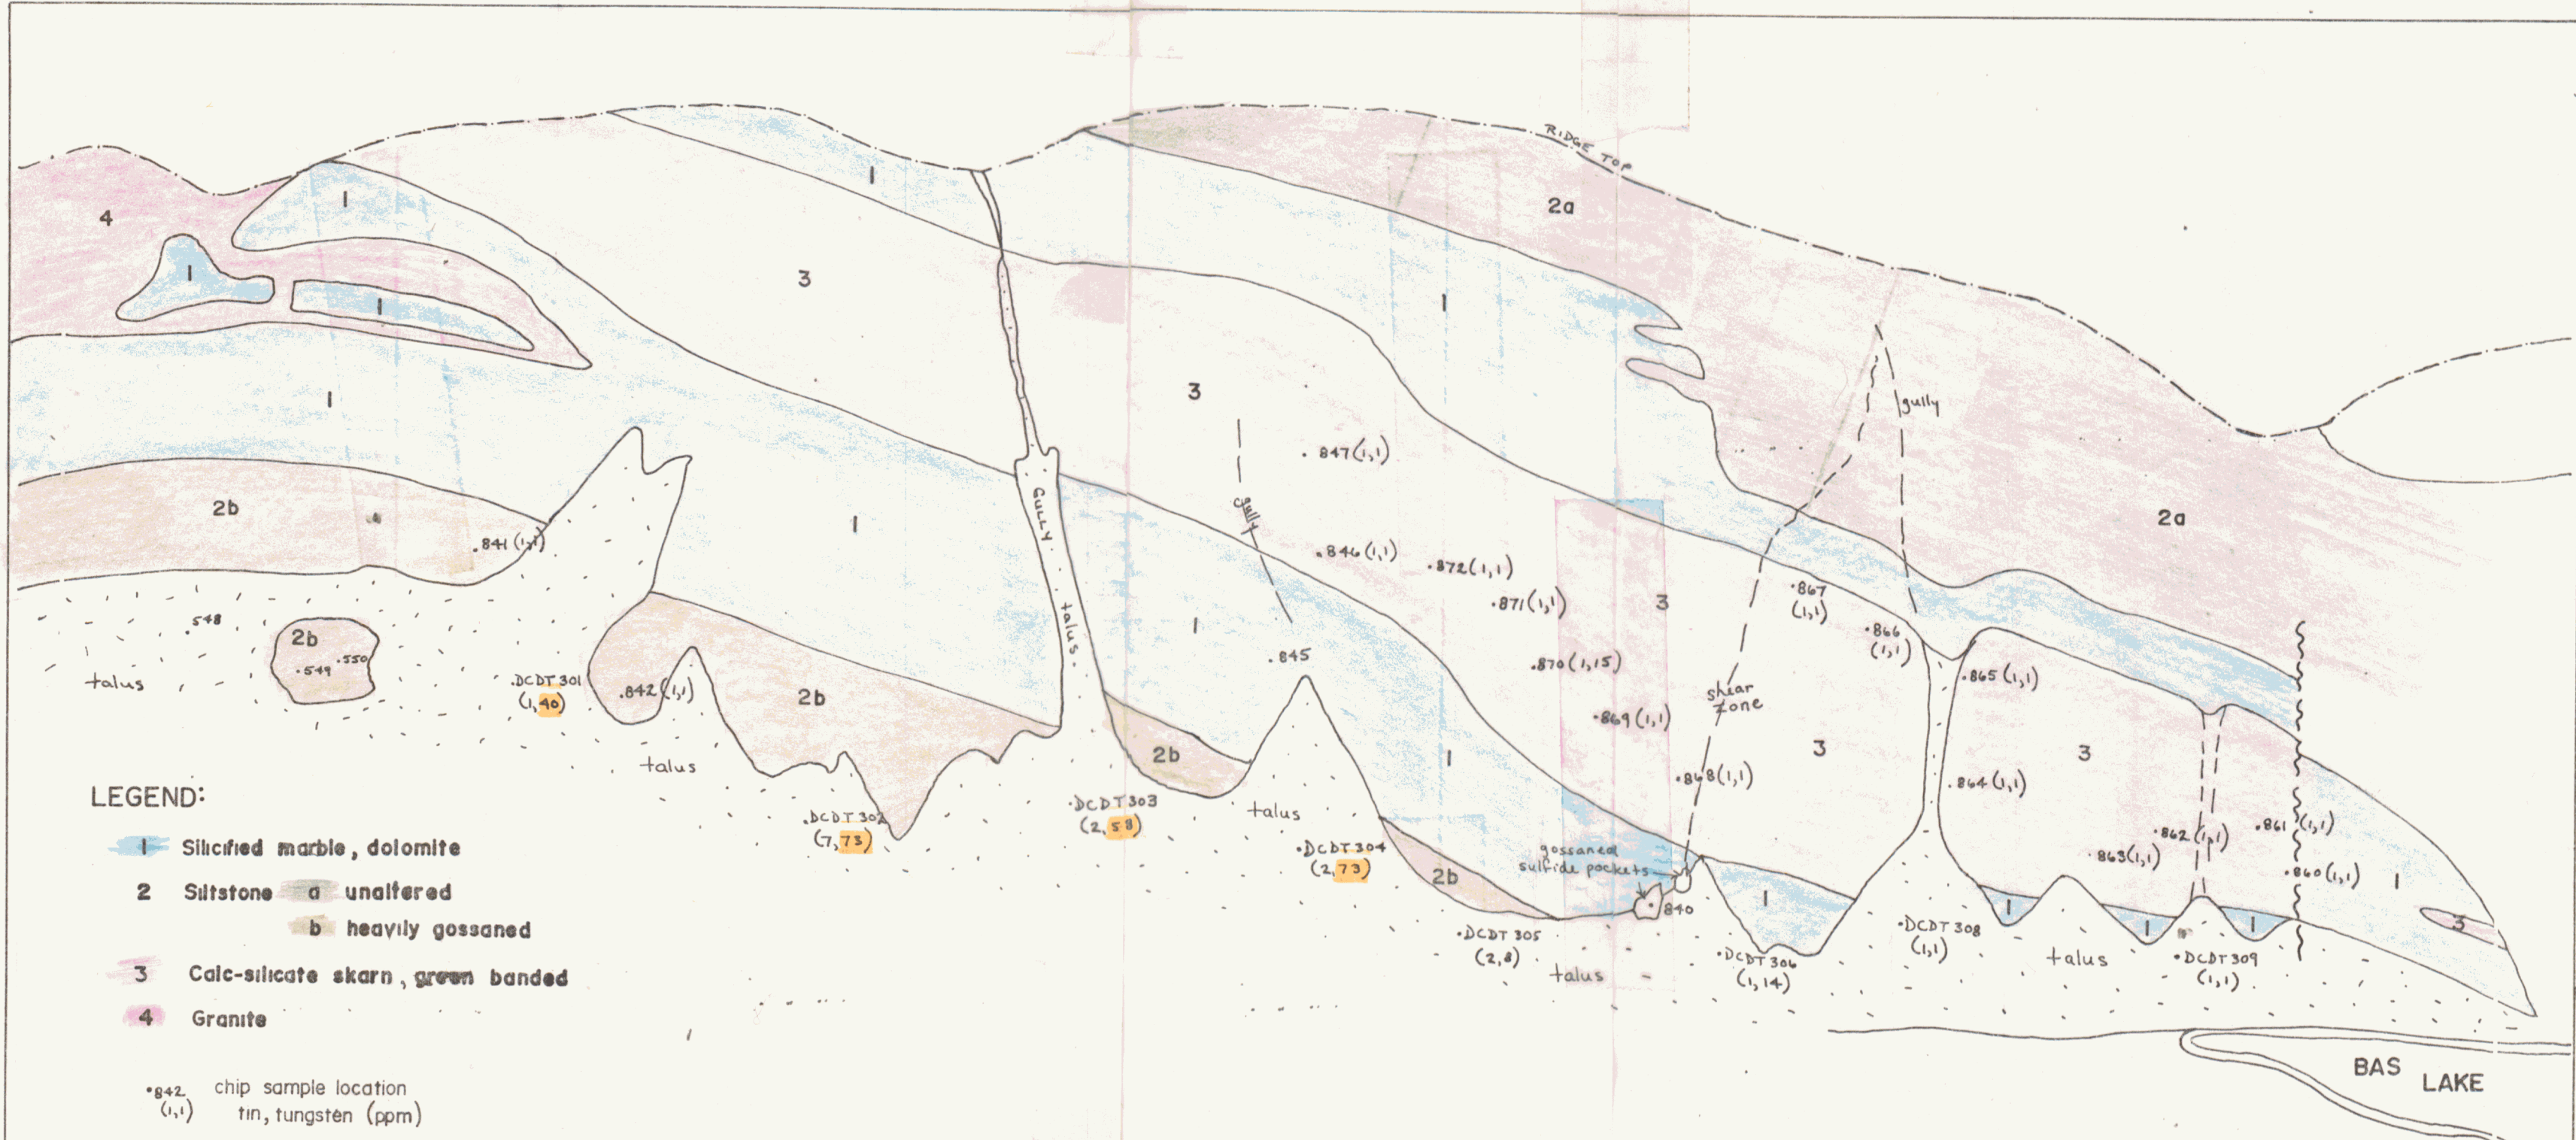 RIDGE TOP
4
1
1
1
3
1
1
2a
1
3
gully
.847(1,1)
2a
1
2b
.841(1,1)
1
GULLY
talus
gully
.846(1,1)
.872(1,1)
.871(1,1)
3
.867
(1,1)
.866
(1,1)
.865(1,1)
.870(1,15)
.869(1,1)
shear
zone
.868(1,1)
3
.864(1,1)
3
.862(1,1)
.863(1,1)
.861(1,1)
.860(1,1)
1
3
.548
2b
.549
.550
talus
.DCDT 301
(1,40)
.842(1,1)
2b
talus
1
.845
2b
talus
1
.DCDT 302
(7,73)
.DCDT 303
(2,58)
.DCDT 304
(2,73)
2b
gossaned
sulfide pockets
840
1
.DCDT 305
(2,8)
talus
.DCDT 306
(1,14)
.DCDT 308
(1,1)
1
talus
1
1
.DCDT 309
(1,1)
BAS LAKE
LEGEND:
1 Silicified marble, dolomite
2 Siltstone a unaltered
b heavily gossaned
3 Calc-silicate skarn, green banded
4 Granite
.842 chip sample location
(1,1) tin, tungsten (ppm)